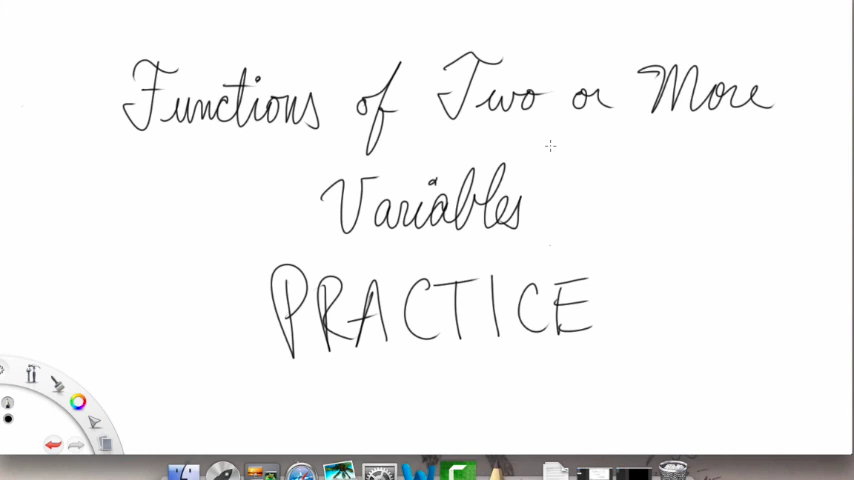 Functions of Two or More
Variables
PRACTICE